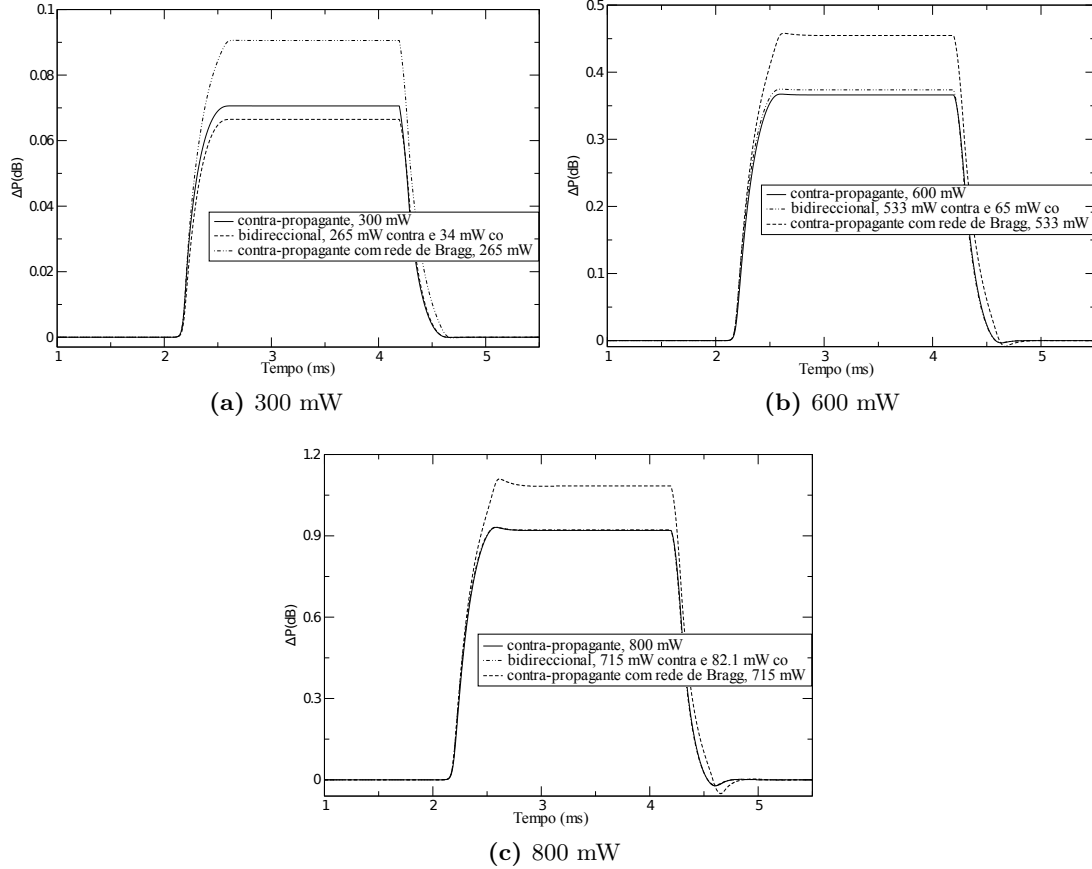 0.1
0.08
0.06
0.04
0.02
0
ΔP(dB)
contra-propagante, 300 mW
bidireccional, 265 mW contra e 34 mW co
contra-propagante com rede de Bragg, 265 mW
1 2 3 4 5
Tempo (ms)
(a) 300 mW
0.5
0.4
0.3
0.2
0.1
0
ΔP(dB)
contra-propagante, 600 mW
bidireccional, 533 mW contra e 65 mW co
contra-propagante com rede de Bragg, 533 mW
1 2 3 4 5
Tempo (ms)
(b) 600 mW
1.2
0.9
0.6
0.3
0
ΔP(dB)
contra-propagante, 800 mW
bidireccional, 715 mW contra e 82.1 mW co
contra-propagante com rede de Bragg, 715 mW
1 2 3 4 5
Tempo (ms)
(c) 800 mW